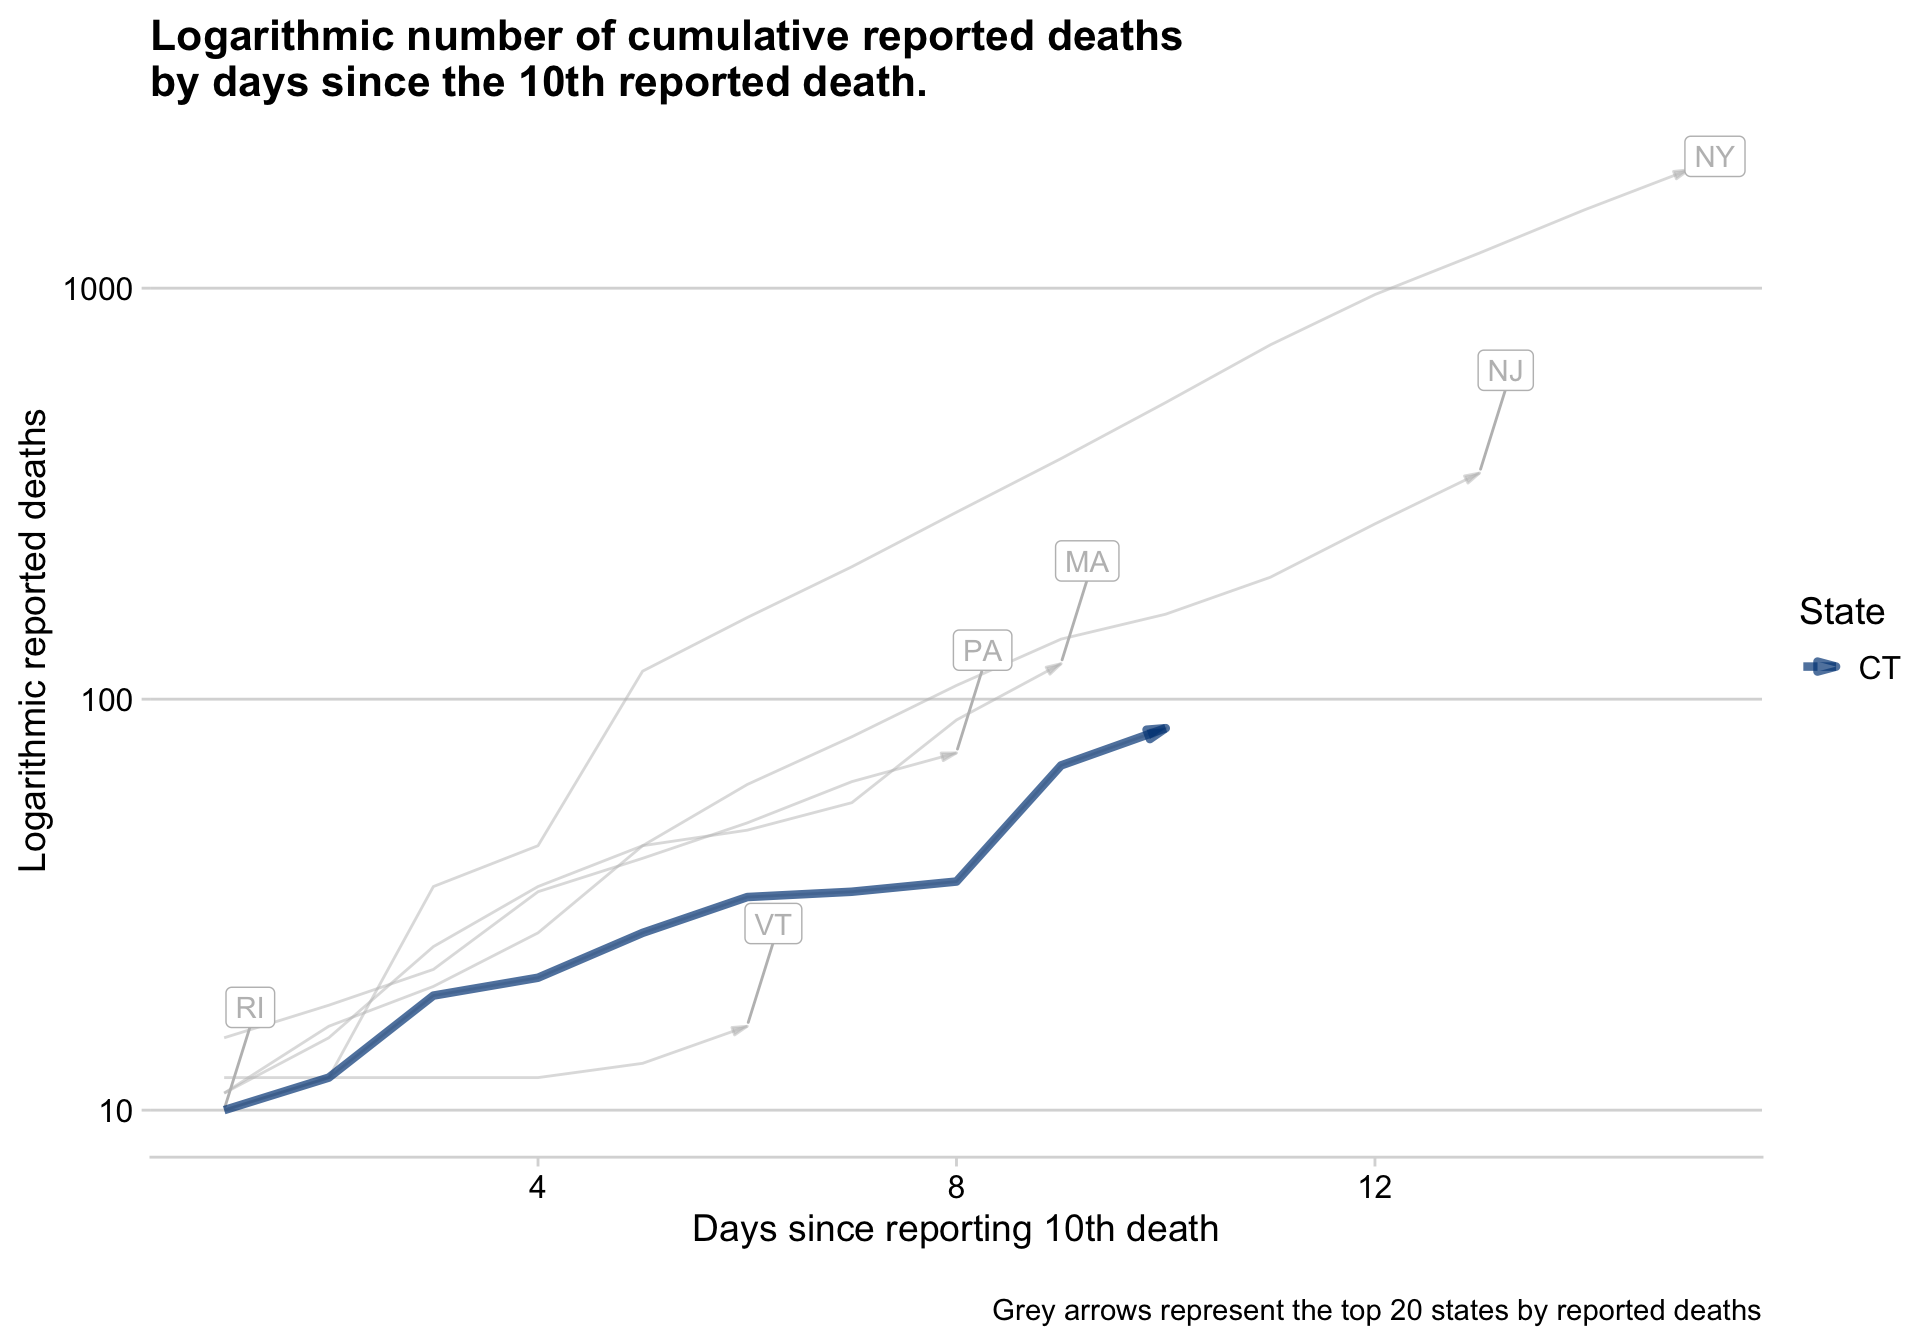 Logarithmic number of cumulative reported deaths
by days since the 10th reported death.
NY
1000
NJ
MA
PA
100
VT
RI
10
Logarithmic reported deaths
State
CT
4 8 12
Days since reporting 10th death
Grey arrows represent the top 20 states by reported deaths